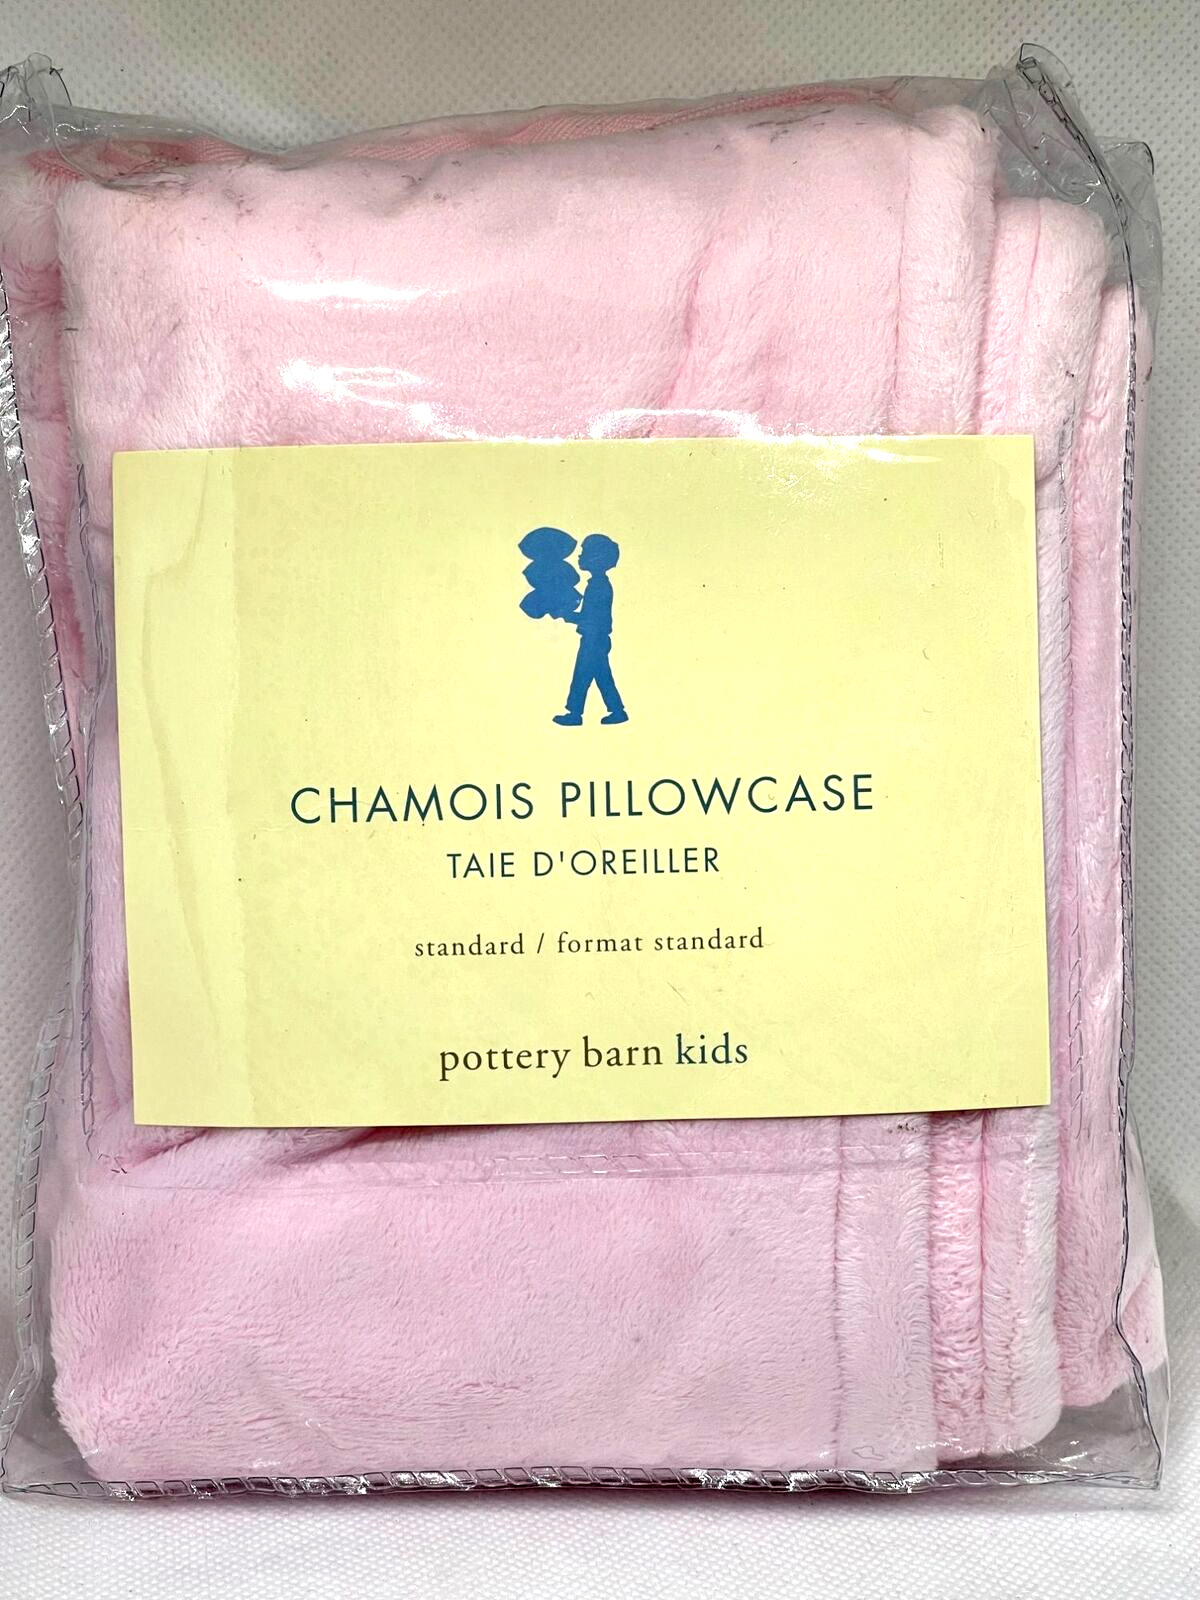 CHAMOIS PILLOWCASE
TAIE D'OREILLER
standard / format standard
pottery barn kids